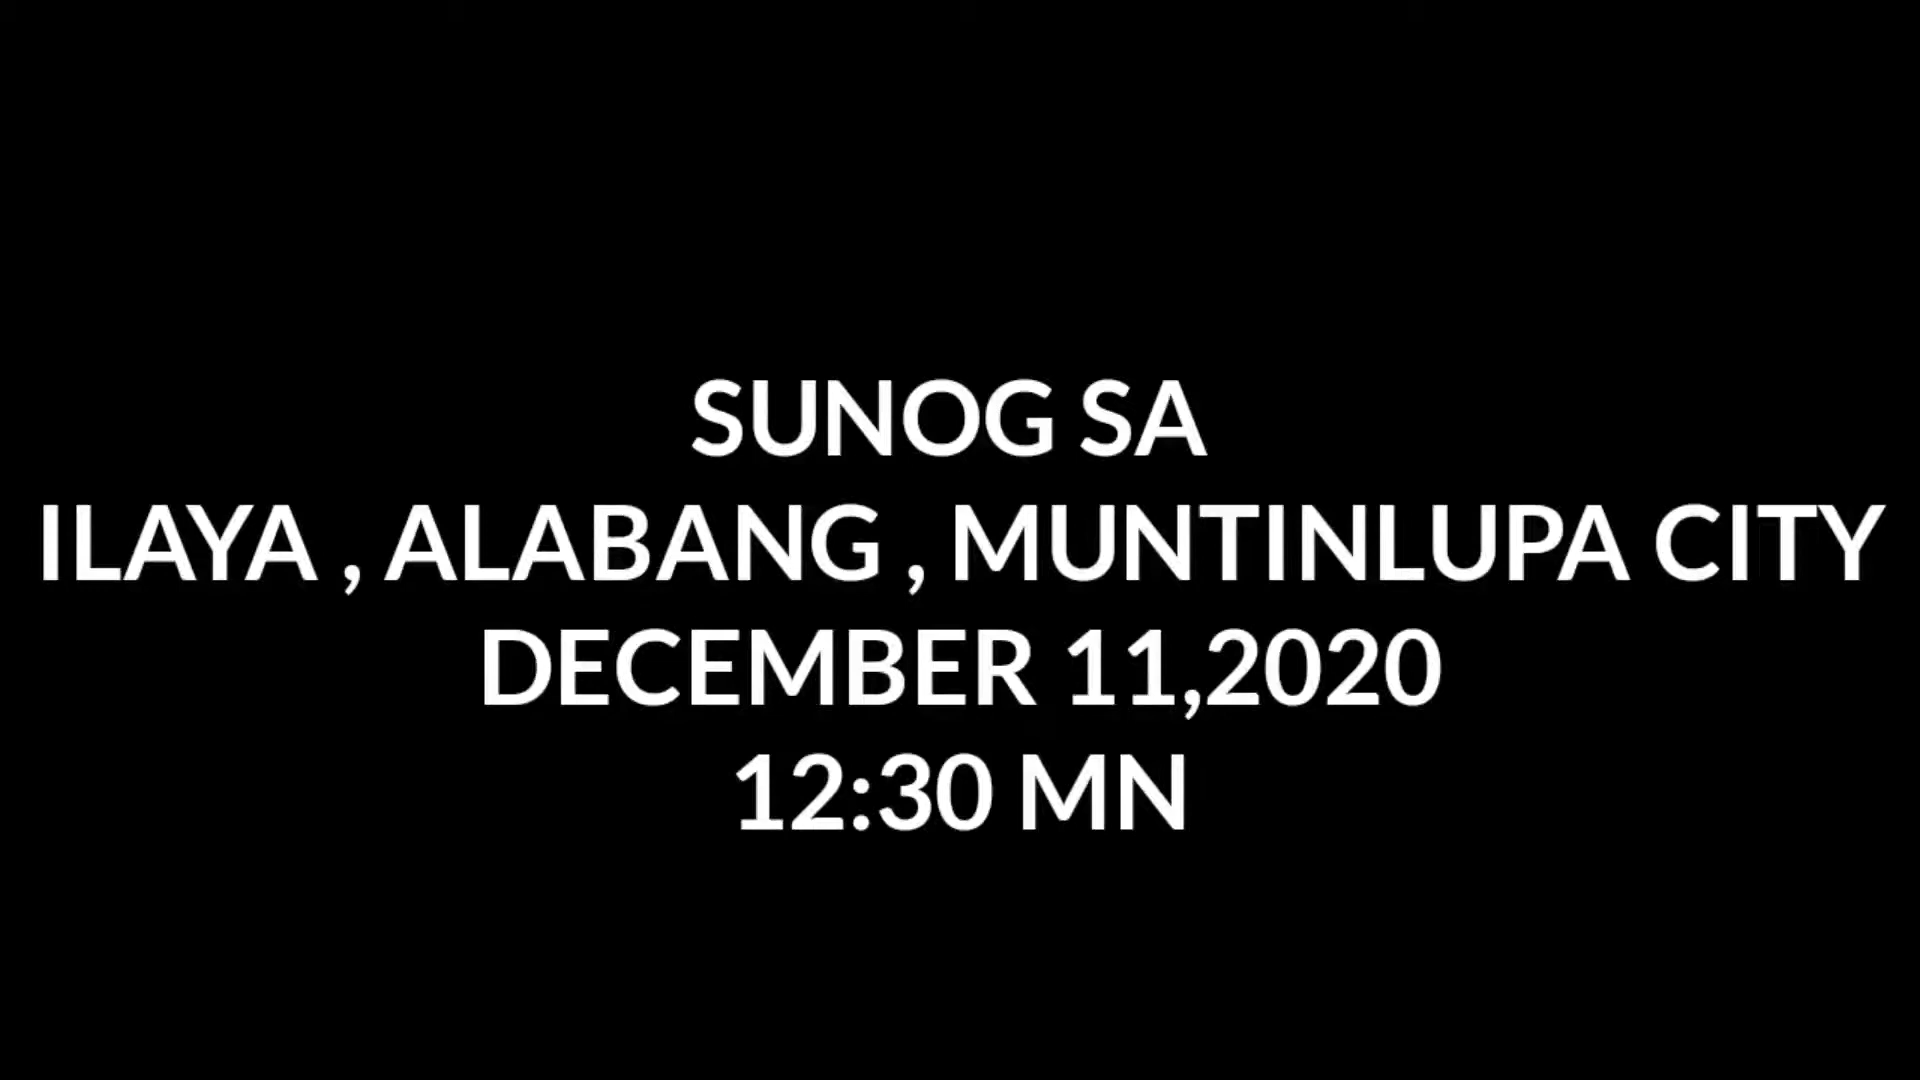 SUNOG SA
ILAYA , ALABANG , MUNTINLUPA CITY
DECEMBER 11,2020
12:30 MN